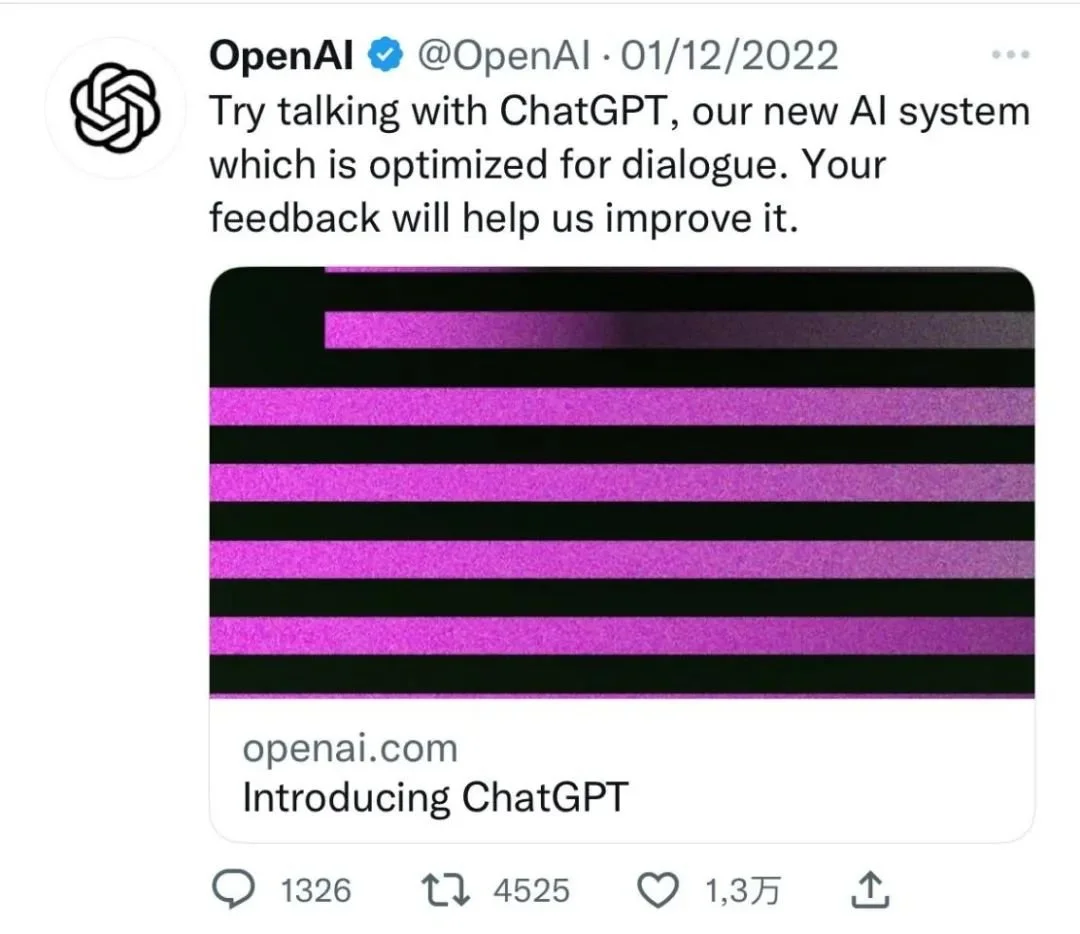 OpenAI @OpenAI · 01/12/2022
Try talking with ChatGPT, our new AI system
which is optimized for dialogue. Your
feedback will help us improve it.
openai.com
Introducing ChatGPT
1326 4525 1,3万